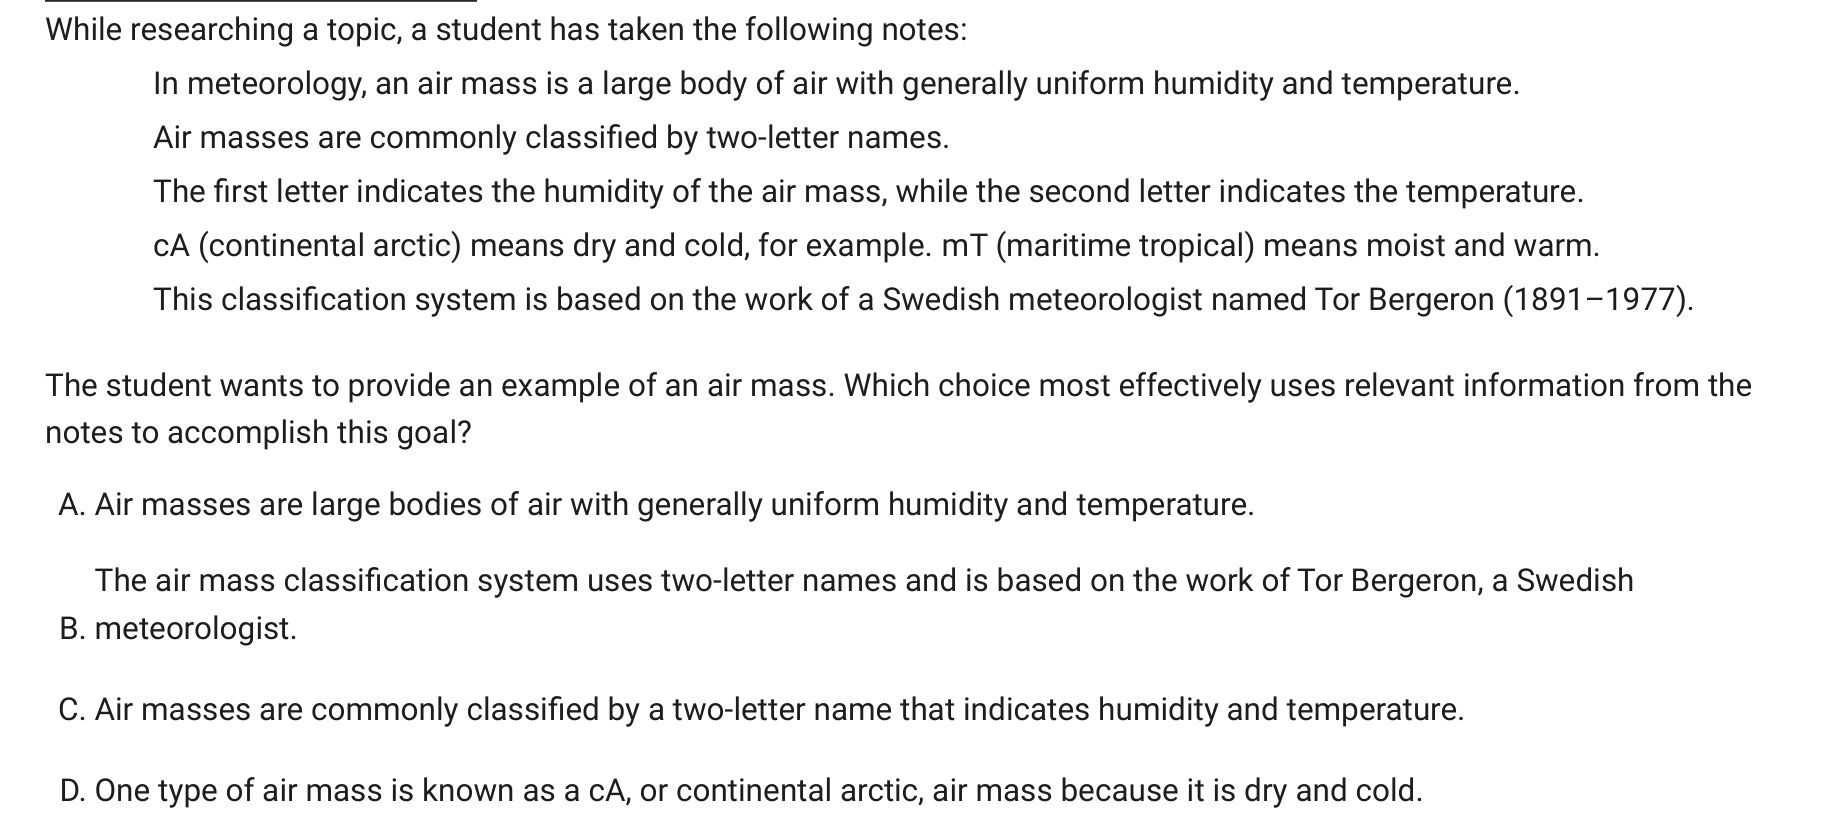 While researching a topic, a student has taken the following notes:
In meteorology, an air mass is a large body of air with generally uniform humidity and temperature.
Air masses are commonly classified by two-letter names.
The first letter indicates the humidity of the air mass, while the second letter indicates the temperature.
cA (continental arctic) means dry and cold, for example. mT (maritime tropical) means moist and warm.
This classification system is based on the work of a Swedish meteorologist named Tor Bergeron (1891–1977).
The student wants to provide an example of an air mass. Which choice most effectively uses relevant information from the
notes to accomplish this goal?
A. Air masses are large bodies of air with generally uniform humidity and temperature.
The air mass classification system uses two-letter names and is based on the work of Tor Bergeron, a Swedish
B. meteorologist.
C. Air masses are commonly classified by a two-letter name that indicates humidity and temperature.
D. One type of air mass is known as a cA, or continental arctic, air mass because it is dry and cold.